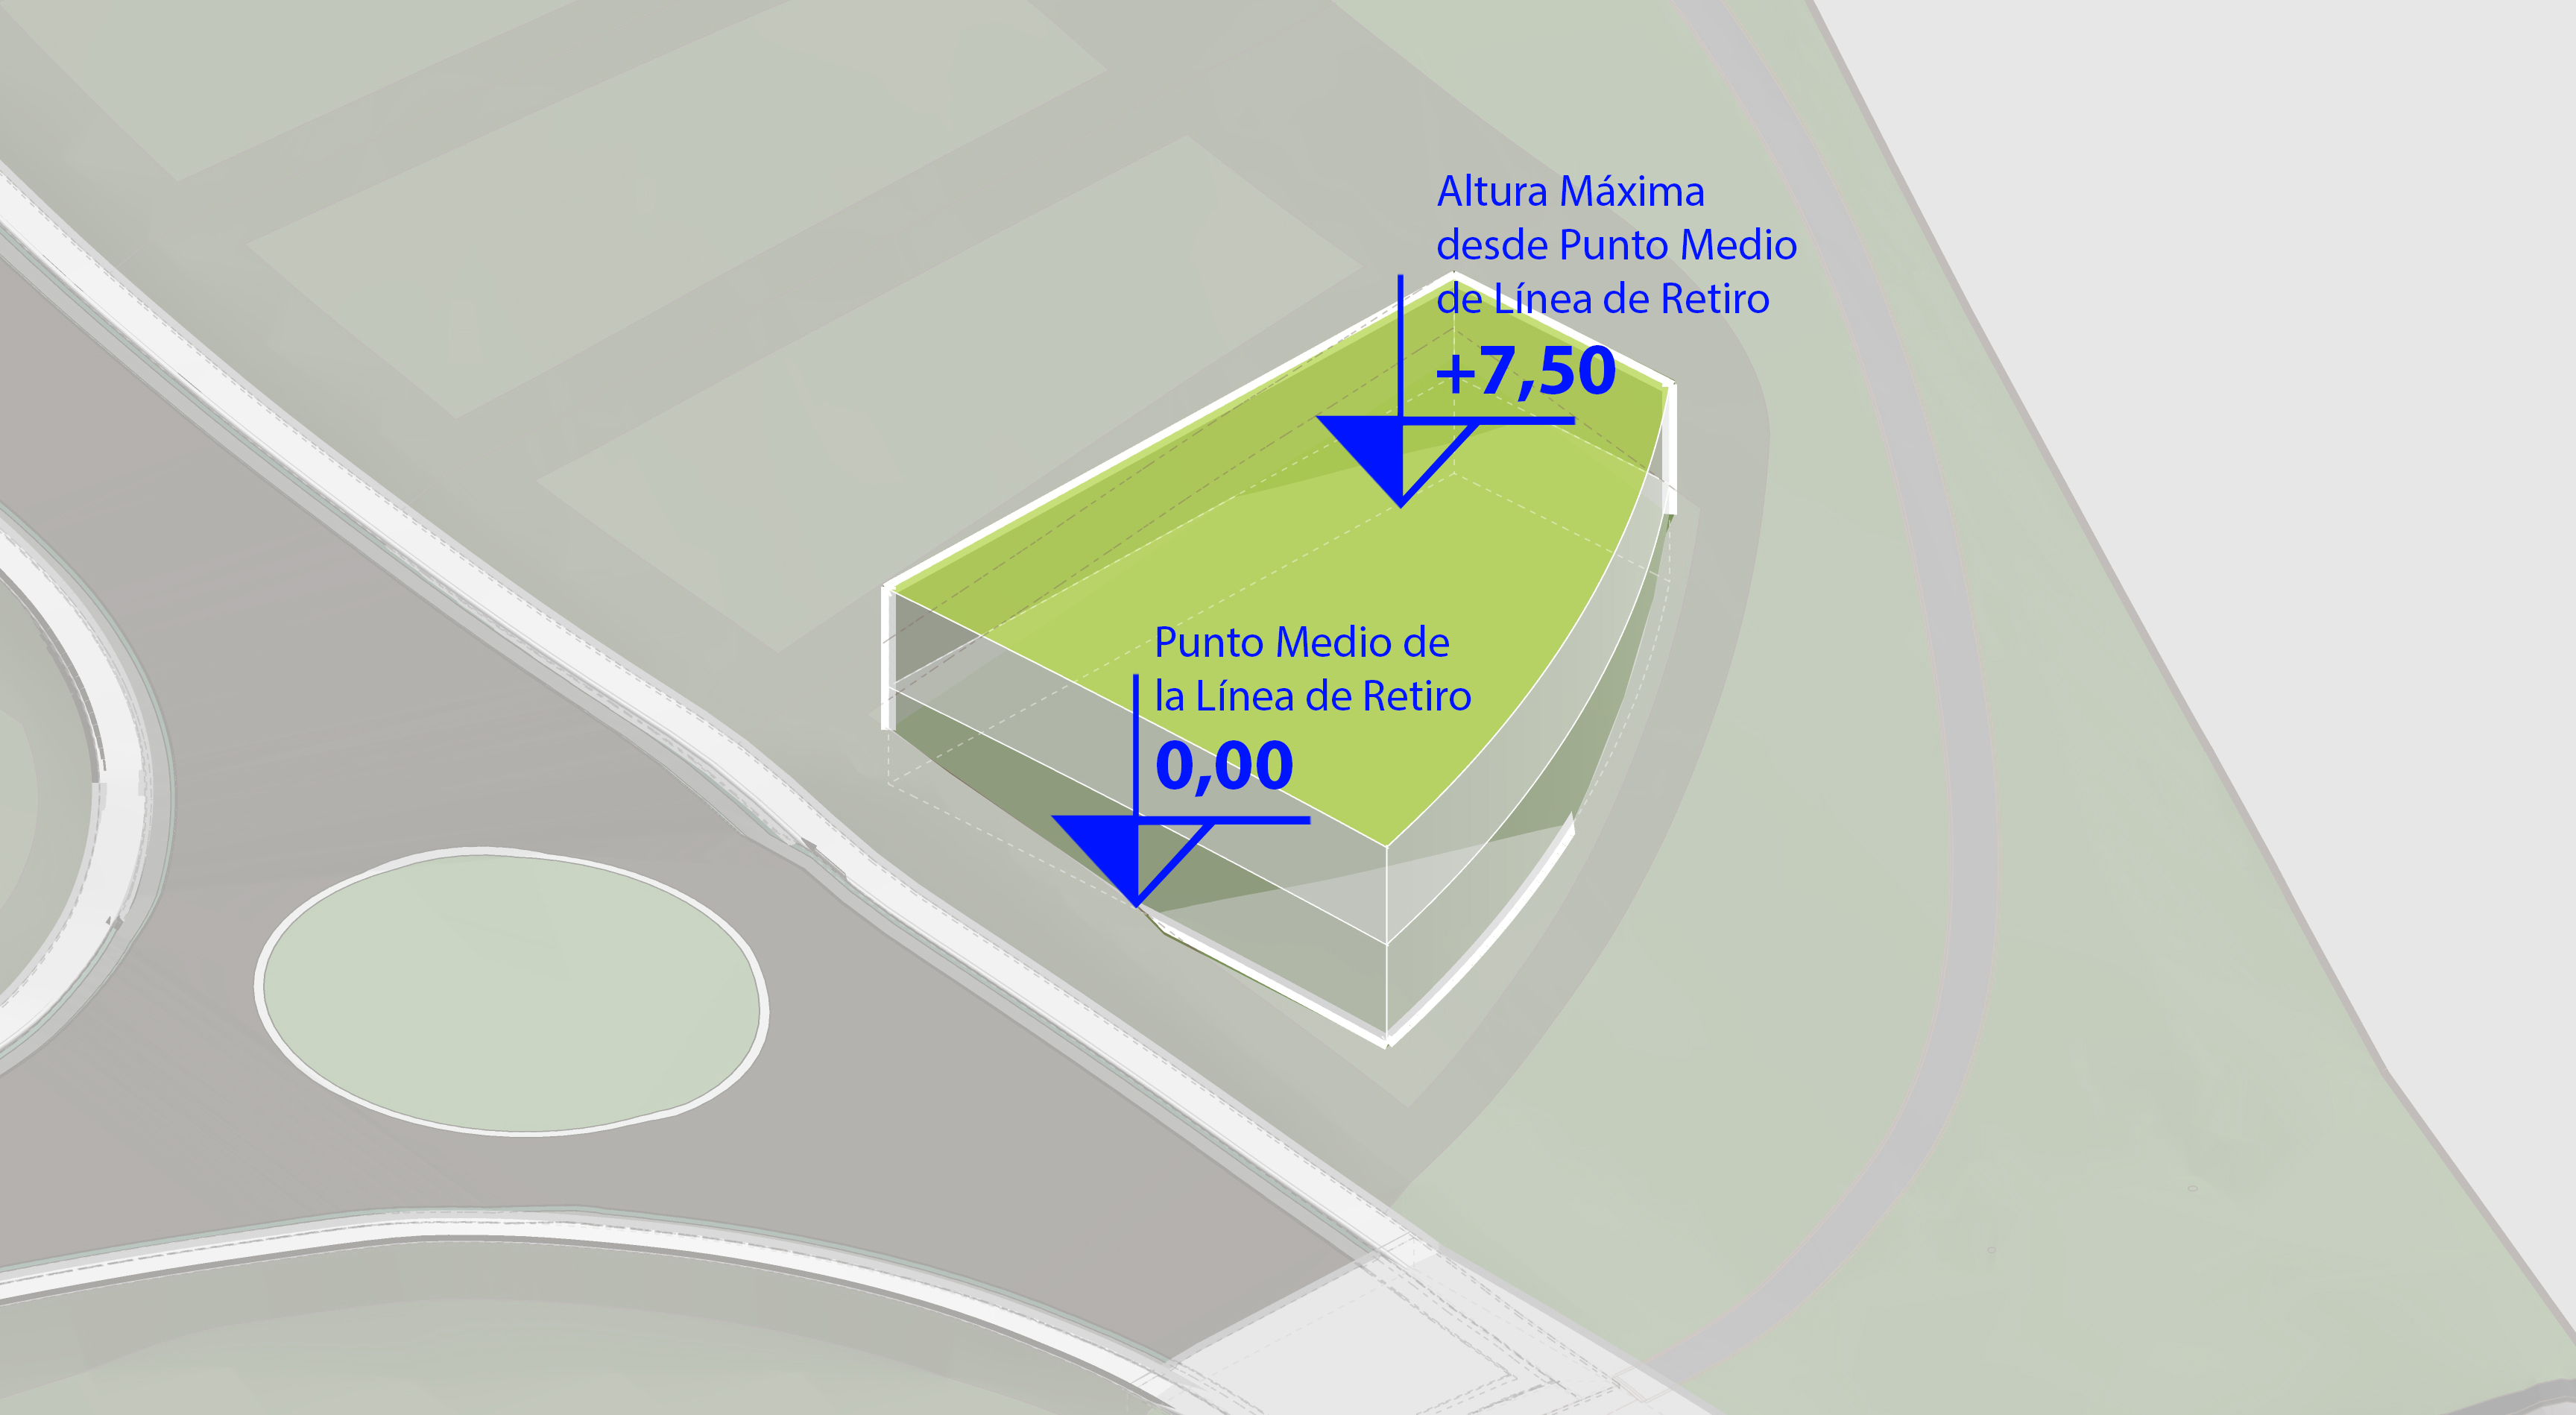 Altura Máxima
desde Punto Medio
de Línea de Retiro
+7,50
Punto Medio de
la Línea de Retiro
0,00